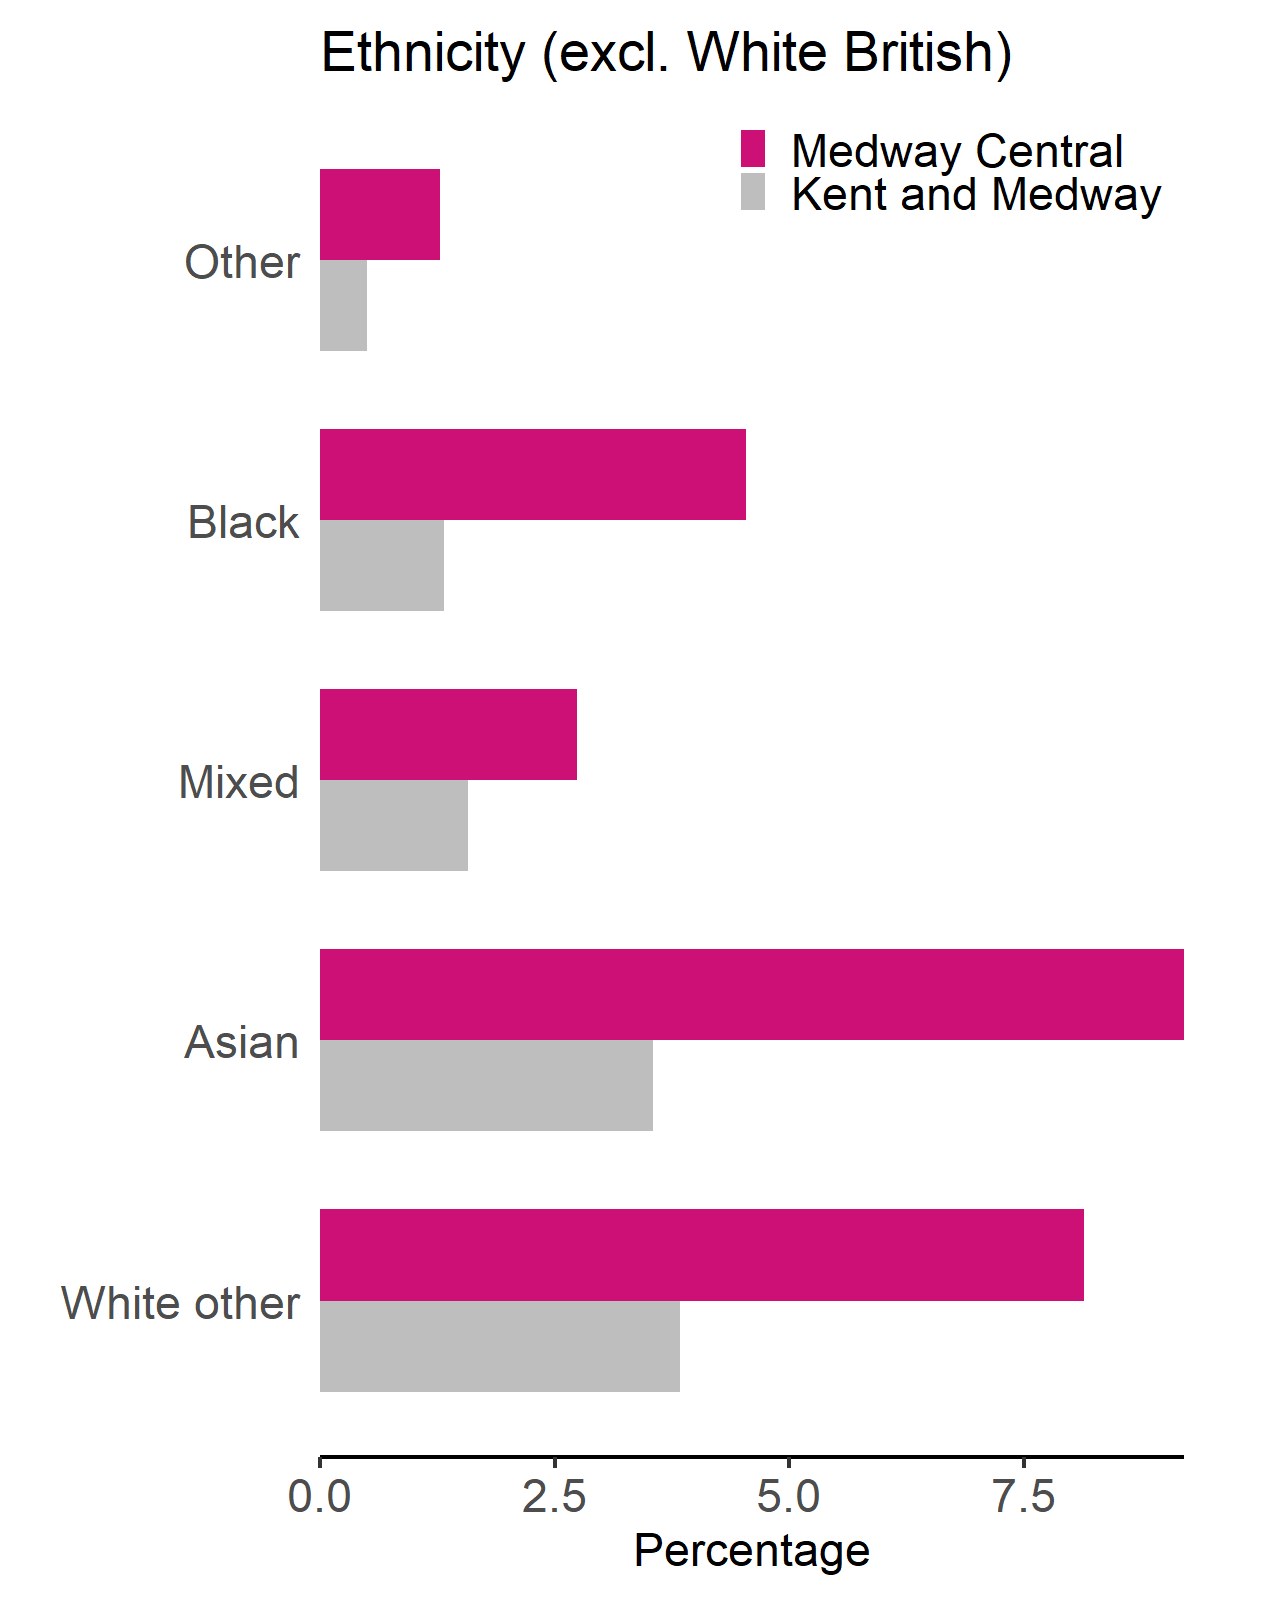 Ethnicity (excl. White British)
Medway Central
Kent and Medway
Other
Black
Mixed
Asian
White other
0.0 2.5 5.0 7.5
Percentage